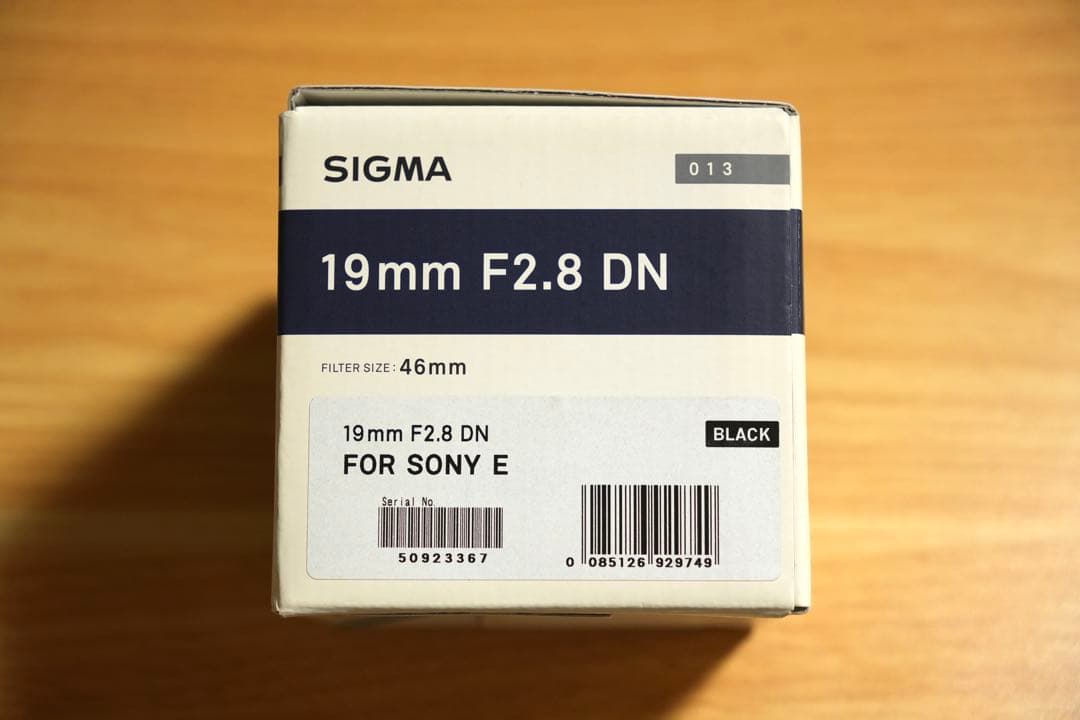 SIGMA
013
19mm F2.8 DN
FILTER SIZE: 46mm
19mm F2.8 DN
BLACK
FOR SONY E
Serial No.
50923367
0 085126 929749